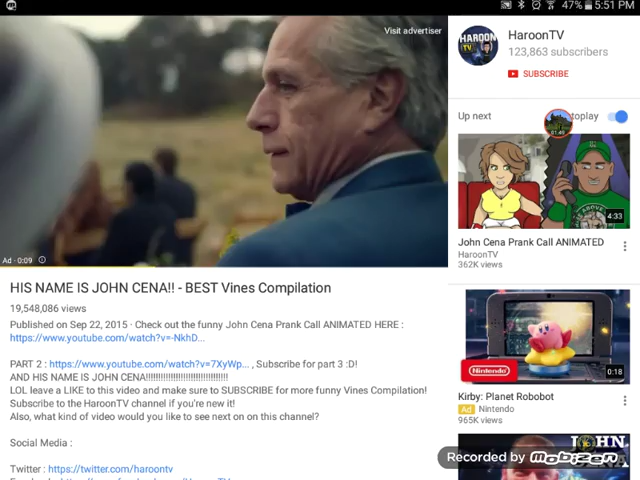 47% 5:51 PM
Visit advertiser
Ad · 0:09
HAROON
TV
HaroonTV
123,863 subscribers
SUBSCRIBE
Up next
toplay
01:49
4:33
John Cena Prank Call ANIMATED
HaroonTV
362K views
HIS NAME IS JOHN CENA!! - BEST Vines Compilation
19,548,086 views
Published on Sep 22, 2015 · Check out the funny John Cena Prank Call ANIMATED HERE :
https://www.youtube.com/watch?v=-NkhD...
PART 2 : https://www.youtube.com/watch?v=7XyWp... , Subscribe for part 3 :D!
AND HIS NAME IS JOHN CENA!!!!!!!!!!!!!!!!!!!!!!!!!!!!!!!!
LOL leave a LIKE to this video and make sure to SUBSCRIBE for more funny Vines Compilation!
Subscribe to the HaroonTV channel if you're new it!
Also, what kind of video would you like to see next on on this channel?
Social Media :
Twitter : https://twitter.com/haroontv
Nintendo
0:18
Kirby: Planet Robobot
Ad Nintendo
965K views
JOHN
CENA
Recorded by mobizen